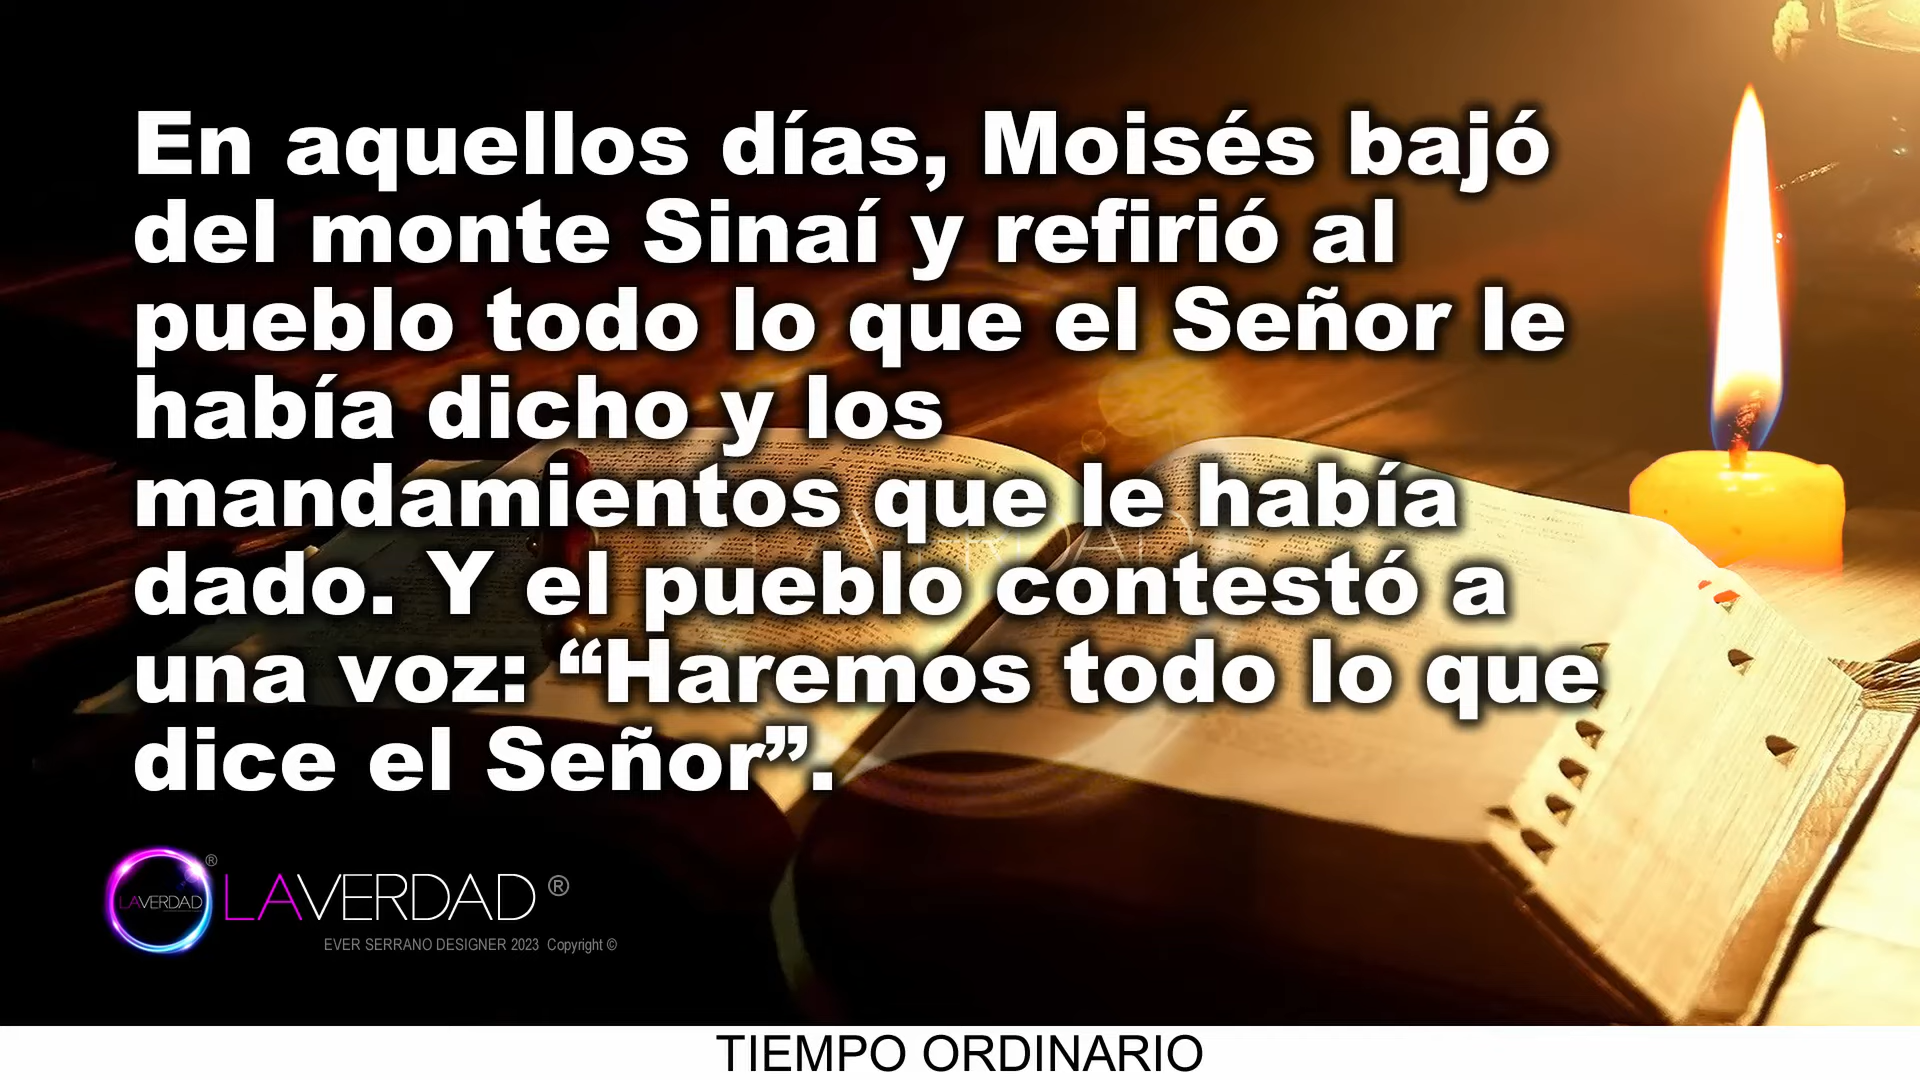 En aquellos días, Moisés bajó
del monte Sinaí y refirió al
pueblo todo lo que el Señor le
había dicho y los
mandamientos que le había
dado. Y el pueblo contestó a
una voz: “Haremos todo lo que
dice el Señor”.
LAVERDAD ®
LAVERDAD ®
EVER SERRANO DESIGNER 2023 Copyright ©
TIEMPO ORDINARIO